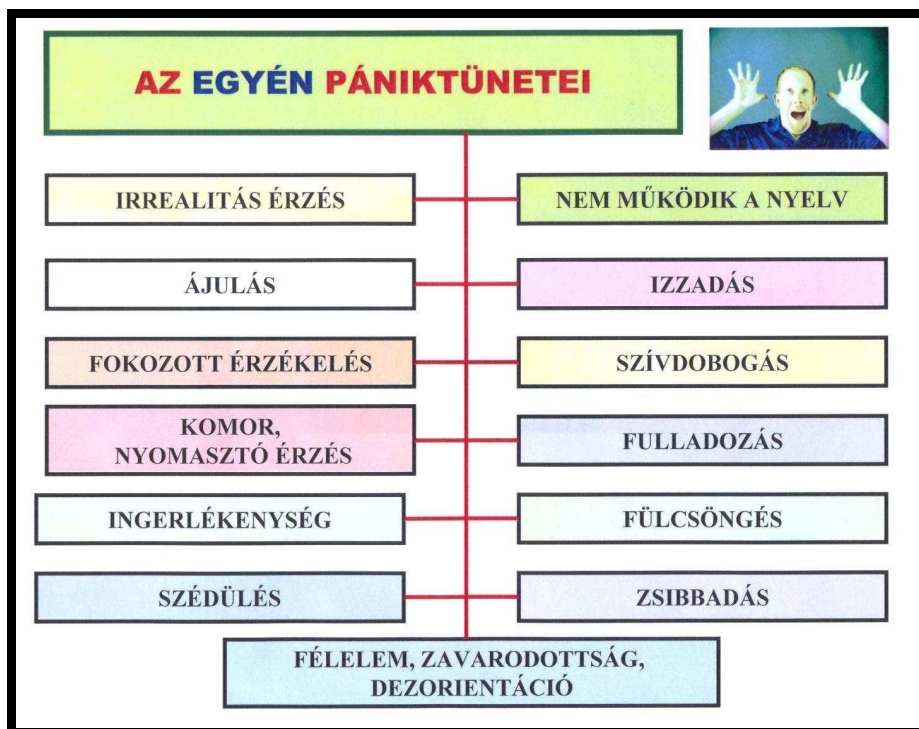 AZ EGYÉN PÁNIKTÜNETEI
IRREALITÁS ÉRZÉS
NEM MŰKÖDIK A NYELV
ÁJULÁS
IZZADÁS
FOKOZOTT ÉRZÉKELÉS
SZÍVDOBOGÁS
KOMOR,
NYOMASZTÓ ÉRZÉS
FULLADOZÁS
INGERLÉKENYSÉG
FÜLCSÖNGÉS
SZÉDÜLÉS
ZSIBBADÁS
FÉLELEM, ZAVARODOTTSÁG,
DEZORIENTÁCIÓ